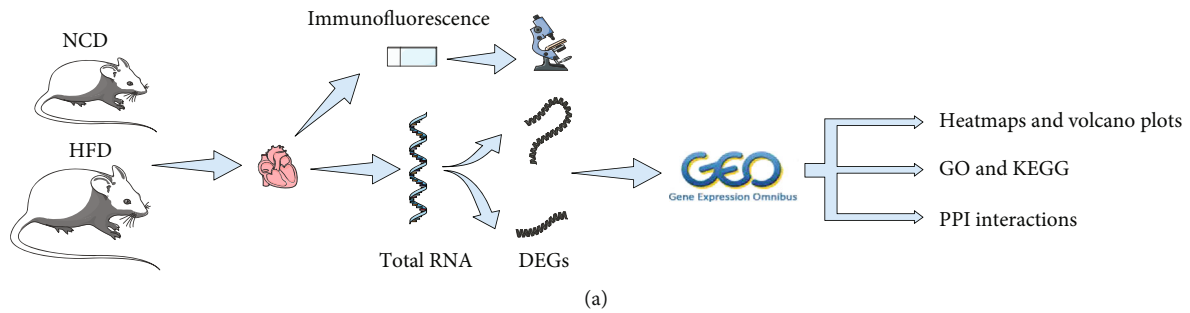 Immunofluorescence
NCD
HFD
Total RNA
DEGs
GEO
Gene Expression Omnibus
Heatmaps and volcano plots
GO and KEGG
PPI interactions
(a)